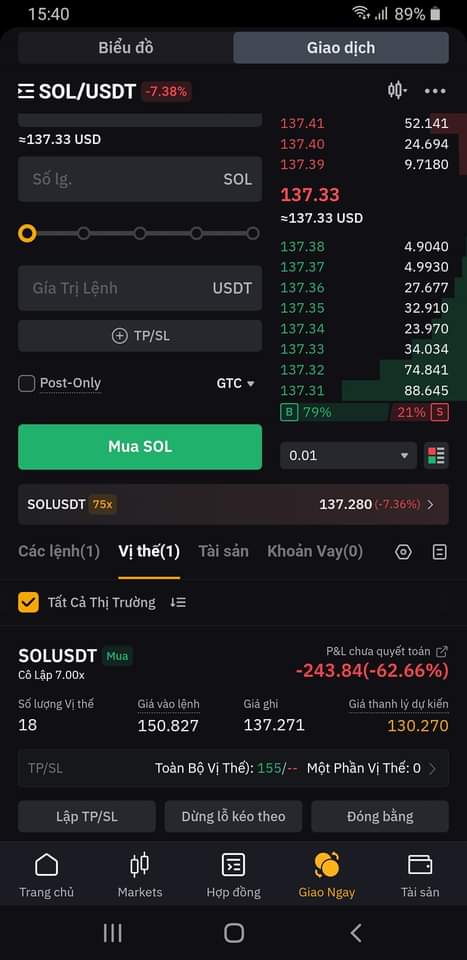 15:40
89%
Biểu đồ
Giao dịch
SOL/USDT -7.38%
≈137.33 USD
Số lg. SOL
Gía Trị Lệnh USDT
TP/SL
Post-Only GTC
Mua SOL
137.41 52.141
137.40 24.694
137.39 9.7180
137.33
≈137.33 USD
137.38 4.9040
137.37 4.9930
137.36 27.677
137.35 32.910
137.34 23.970
137.33 34.034
137.32 74.841
137.31 88.645
B 79% 21% S
0.01
SOLUSDT 75x 137.280 (-7.36%)
Các lệnh(1) Vị thế(1) Tài sản Khoản Vay(0)
Tất Cả Thị Trường
SOLUSDT Mua
Cô Lập 7.00x
P&L chưa quyết toán
-243.84(-62.66%)
Số lượng Vị thế Giá vào lệnh Giá ghi Giá thanh lý dự kiến
18 150.827 137.271 130.270
TP/SL Toàn Bộ Vị Thế): 155/-- Một Phần Vị Thế: 0
Lập TP/SL Dừng lỗ kéo theo Đóng bằng
Trang chủ Markets Hợp đồng Giao Ngay Tài sản